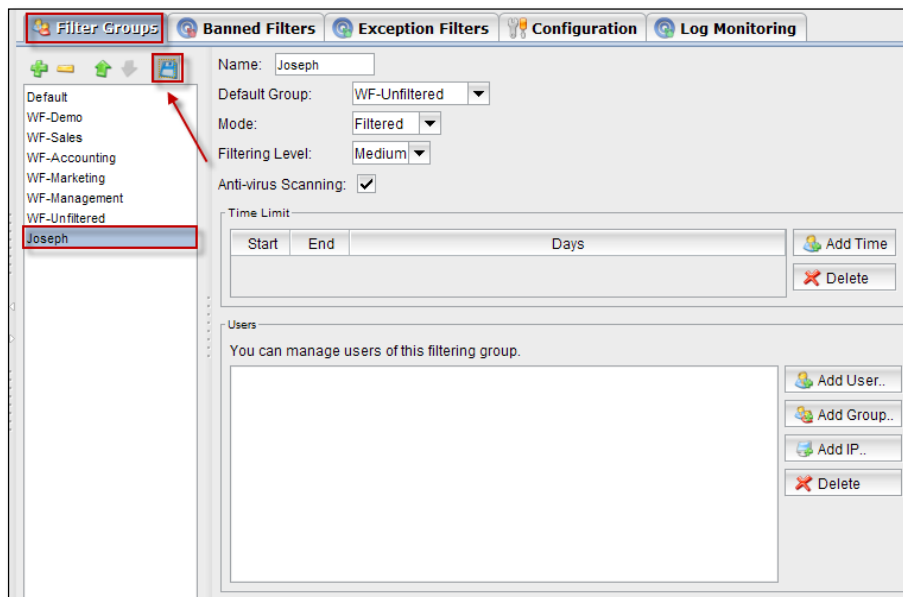 Filter Groups Banned Filters Exception Filters Configuration Log Monitoring
Default
WF-Demo
WF-Sales
WF-Accounting
WF-Marketing
WF-Management
WF-Unfiltered
Joseph
Name: Joseph
Default Group: WF-Unfiltered
Mode: Filtered
Filtering Level: Medium
Anti-virus Scanning:
Time Limit
Start End Days
Add Time
Delete
Users
You can manage users of this filtering group.
Add User..
Add Group..
Add IP..
Delete